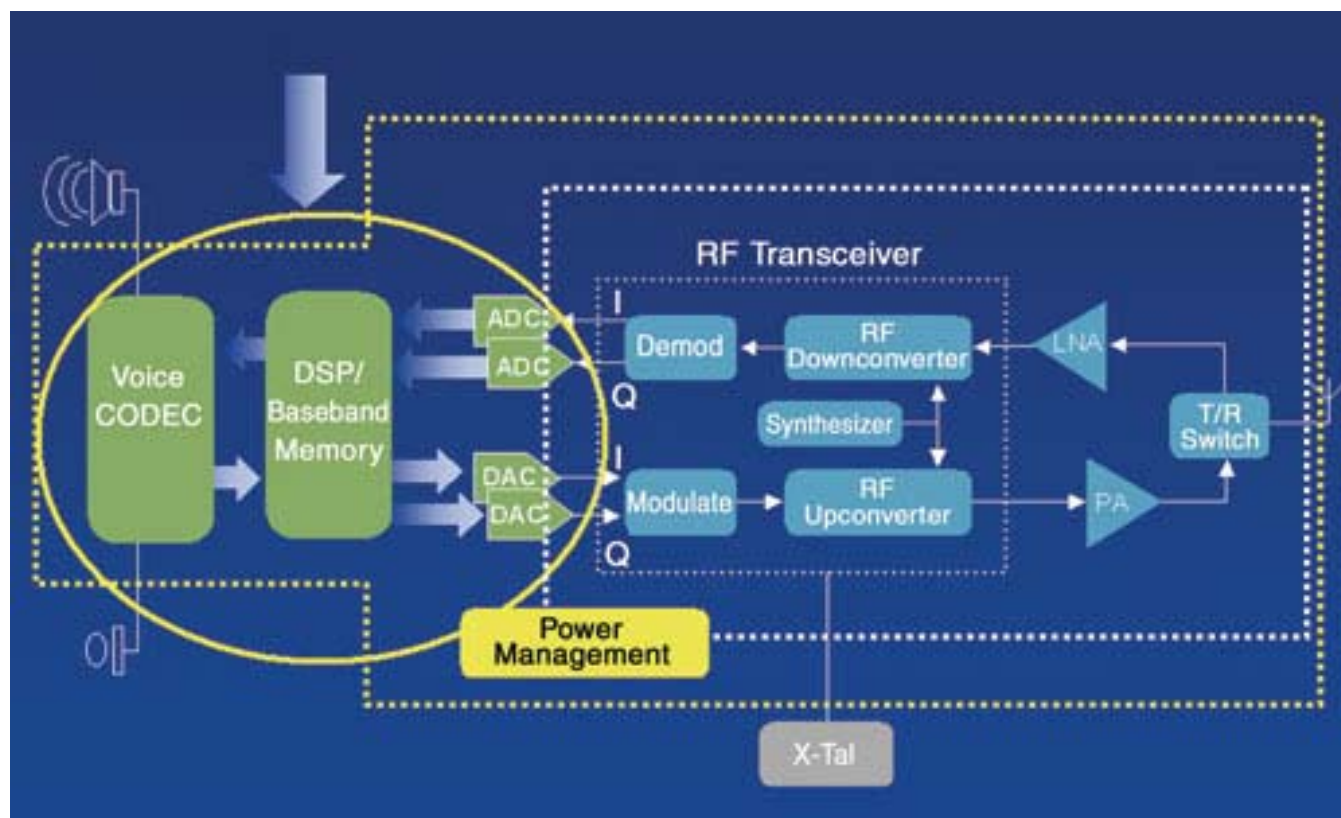 RF Transceiver
I
ADC
ADC
Q
Demod
RF
Downconverter
LNA
Voice
CODEC
DSP/
Baseband
Memory
Synthesizer
T/R
Switch
I
DAC
DAC
Q
Modulate
RF
Upconverter
PA
Power
Management
X-Tal